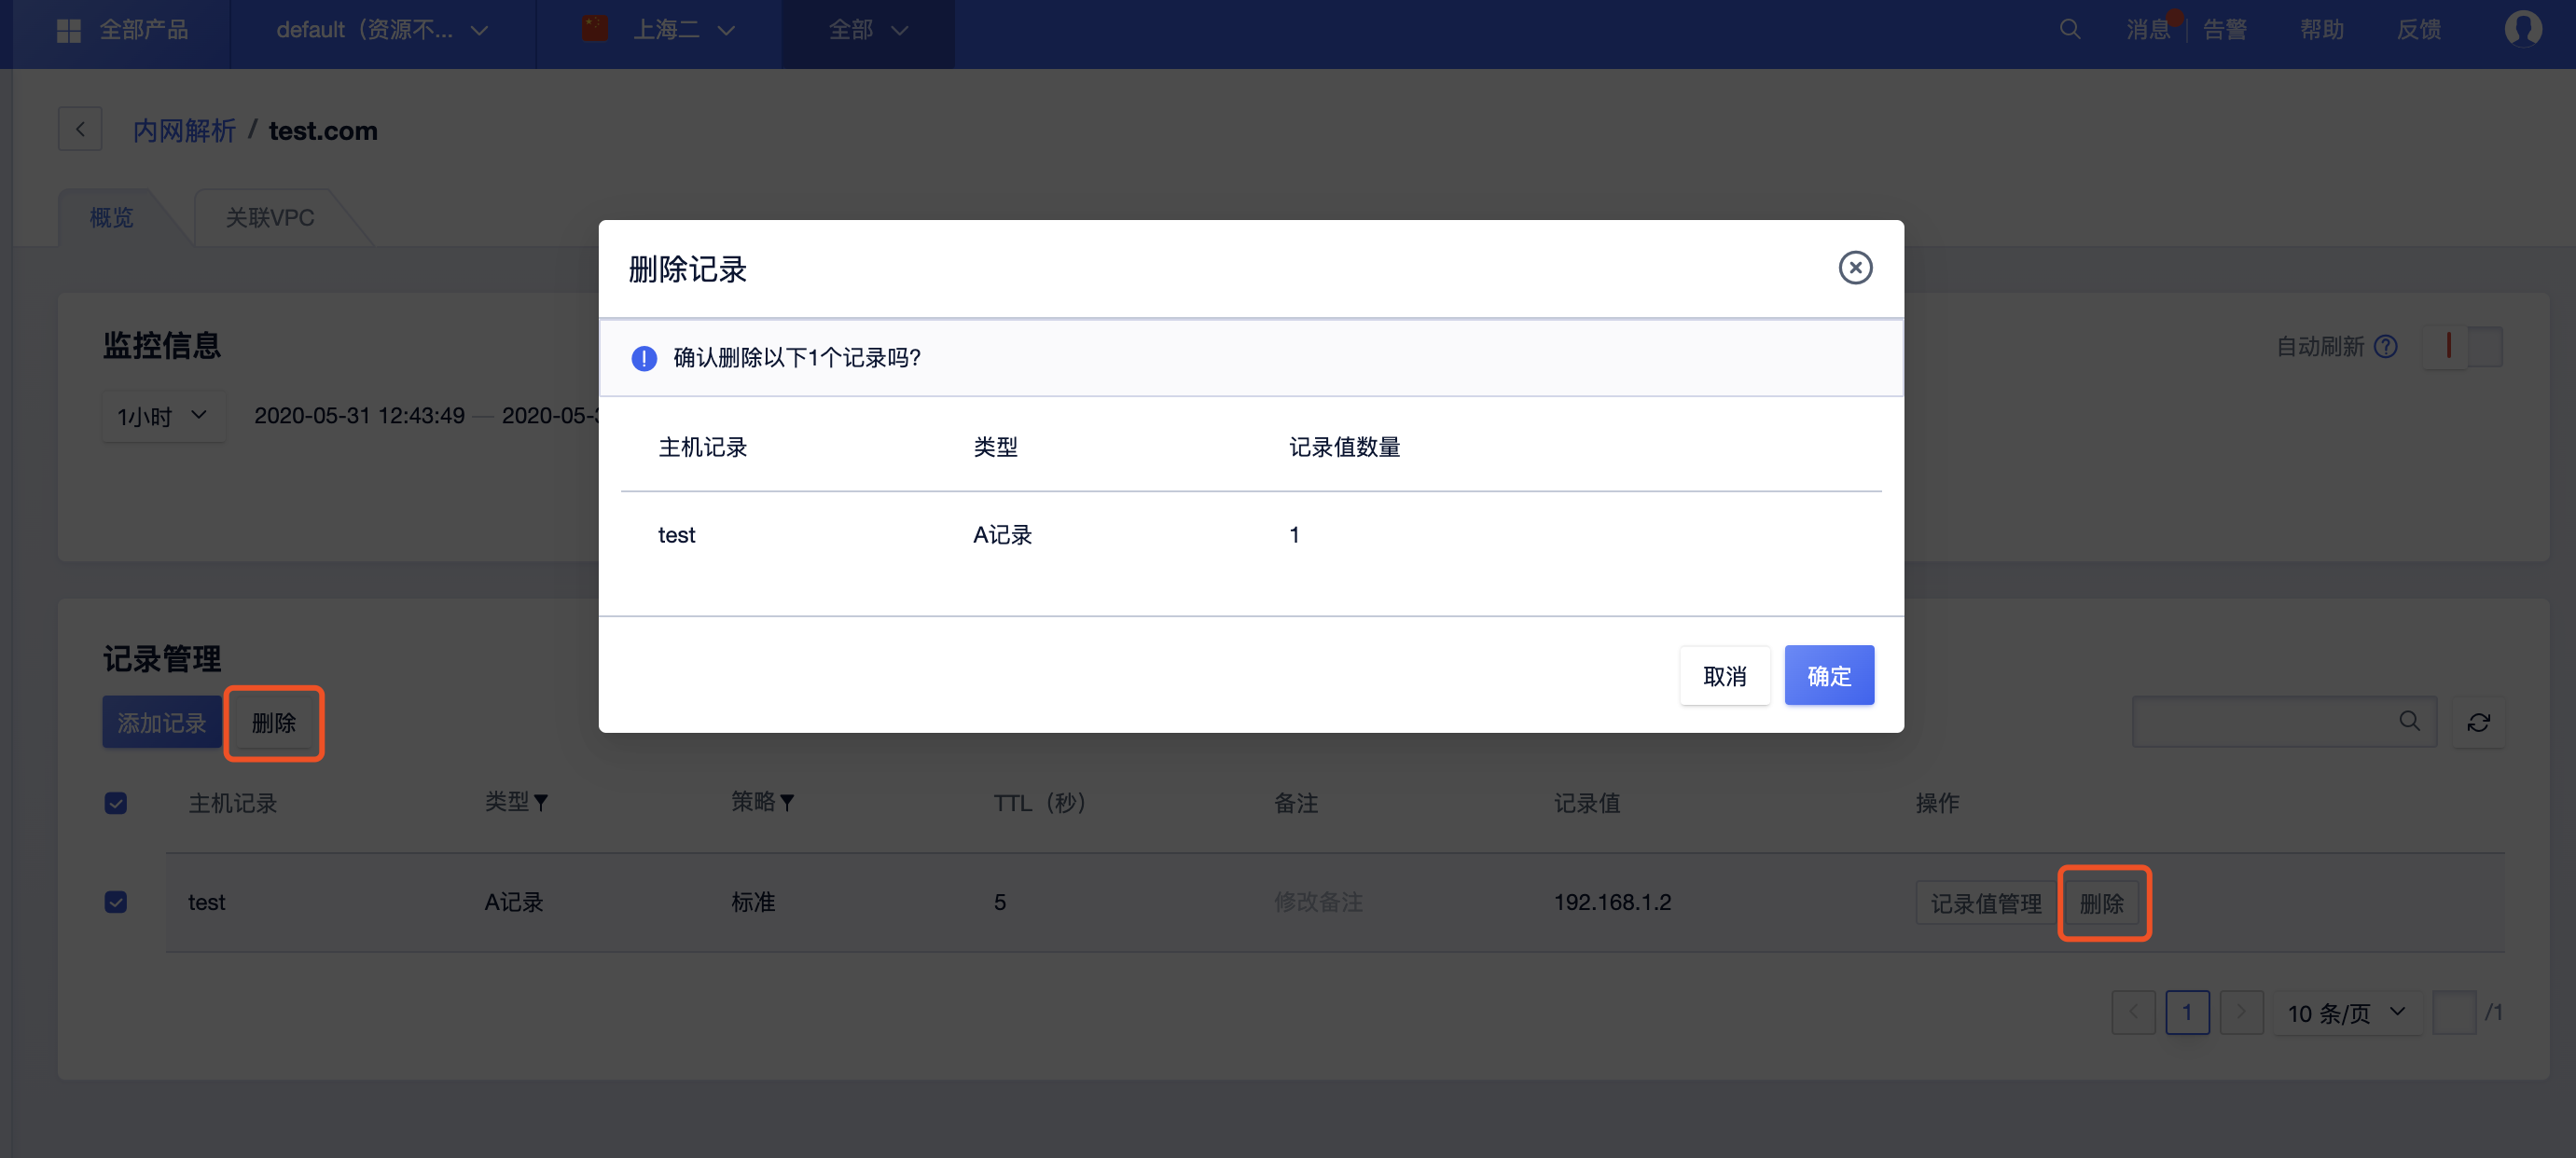 全部产品 default（资源不... 上海二 全部 消息 告警 帮助 反馈
内网解析 / test.com
概览 关联VPC
监控信息
自动刷新
1小时 2020-05-31 12:43:49 — 2020-05-
删除记录
确认删除以下1个记录吗?
主机记录 类型 记录值数量
test A记录 1
取消 确定
记录管理
添加记录 删除
主机记录 类型 策略 TTL（秒） 备注 记录值 操作
test A记录 标准 5 修改备注 192.168.1.2 记录值管理 删除
1 10 条/页 /1